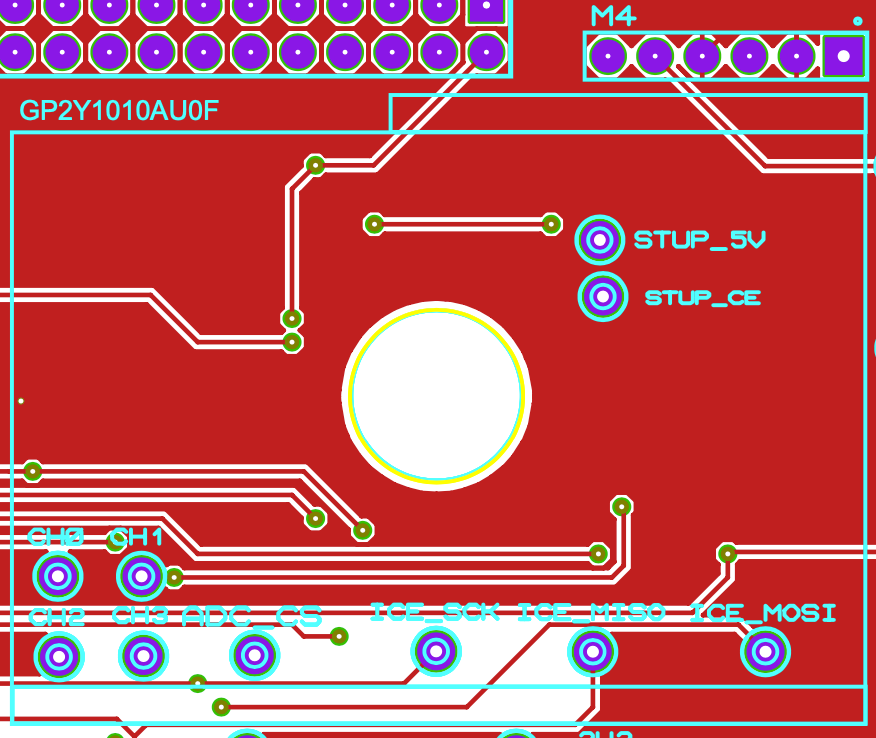 M4
GP2Y1010AU0F
STUP_5V
STUP_CE
CH0 CH1
CH2 CH3 ADC_CS ICE_SCK ICE_MISO ICE_MOSI